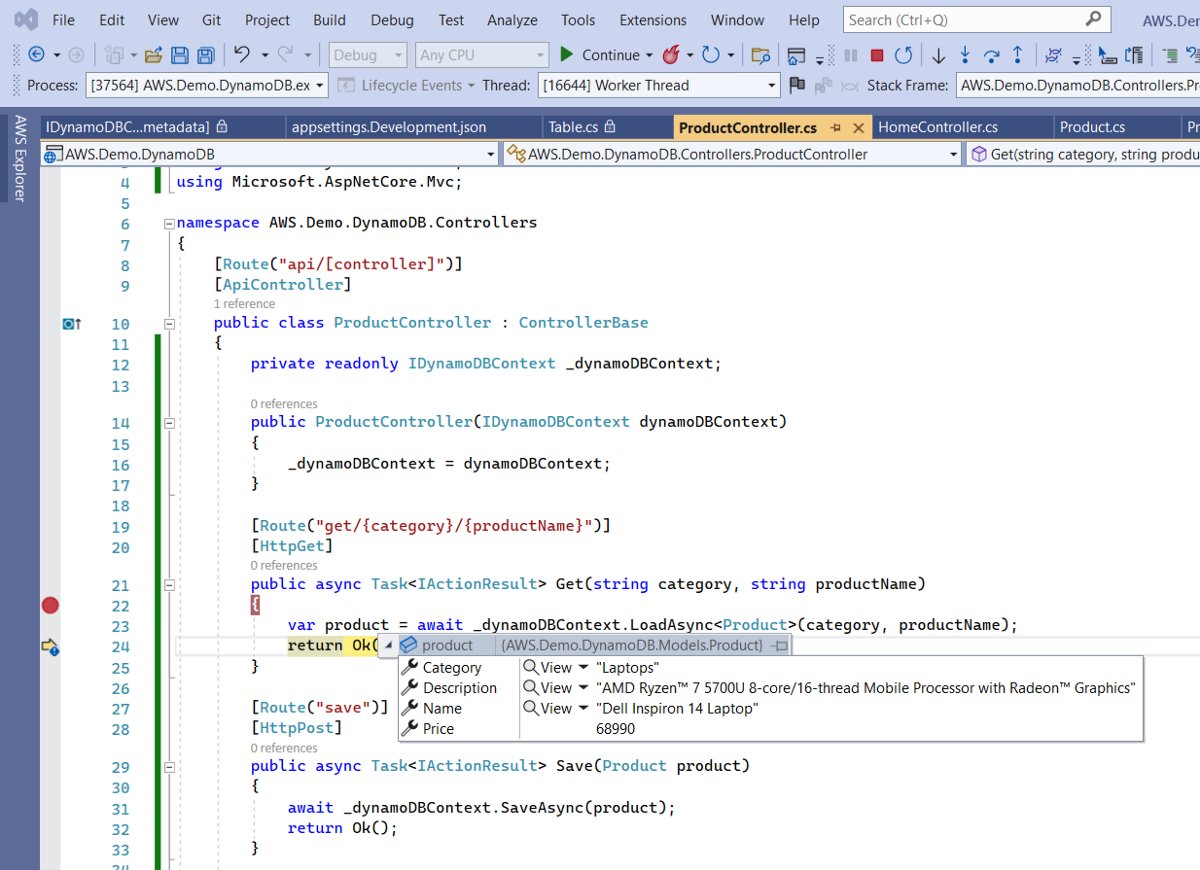 File Edit View Git Project Build Debug Test Analyze Tools Extensions Window Help Search (Ctrl+Q) AWS.De
Debug Any CPU Continue
Process: [37564] AWS.Demo.DynamoDB.ex Lifecycle Events Thread: [16644] Worker Thread Stack Frame: AWS.Demo.DynamoDB.Controllers.Pr
AWS Explorer
IDynamoDBC...metadata] appsettings.Development.json Table.cs ProductController.cs HomeController.cs Product.cs Pr
AWS.Demo.DynamoDB AWS.Demo.DynamoDB.Controllers.ProductController Get(string category, string produ
4 using Microsoft.AspNetCore.Mvc;
5
6 namespace AWS.Demo.DynamoDB.Controllers
7 {
8 [Route("api/[controller]")]
9 [ApiController]
1 reference
10 public class ProductController : ControllerBase
11 {
12 private readonly IDynamoDBContext _dynamoDBContext;
13
0 references
14 public ProductController(IDynamoDBContext dynamoDBContext)
15 {
16 _dynamoDBContext = dynamoDBContext;
17 }
18
19 [Route("get/{category}/{productName}")]
20 [HttpGet]
0 references
21 public async Task<IActionResult> Get(string category, string productName)
22 {
23 var product = await _dynamoDBContext.LoadAsync<Product>(category, productName);
24 return Ok( product {AWS.Demo.DynamoDB.Models.Product}
25 }
Category View "Laptops"
26
Description View "AMD Ryzen™ 7 5700U 8-core/16-thread Mobile Processor with Radeon™ Graphics"
27 [Route("save")]
Name View "Dell Inspiron 14 Laptop"
28 [HttpPost]
Price 68990
0 references
29 public async Task<IActionResult> Save(Product product)
30 {
31 await _dynamoDBContext.SaveAsync(product);
32 return Ok();
33 }